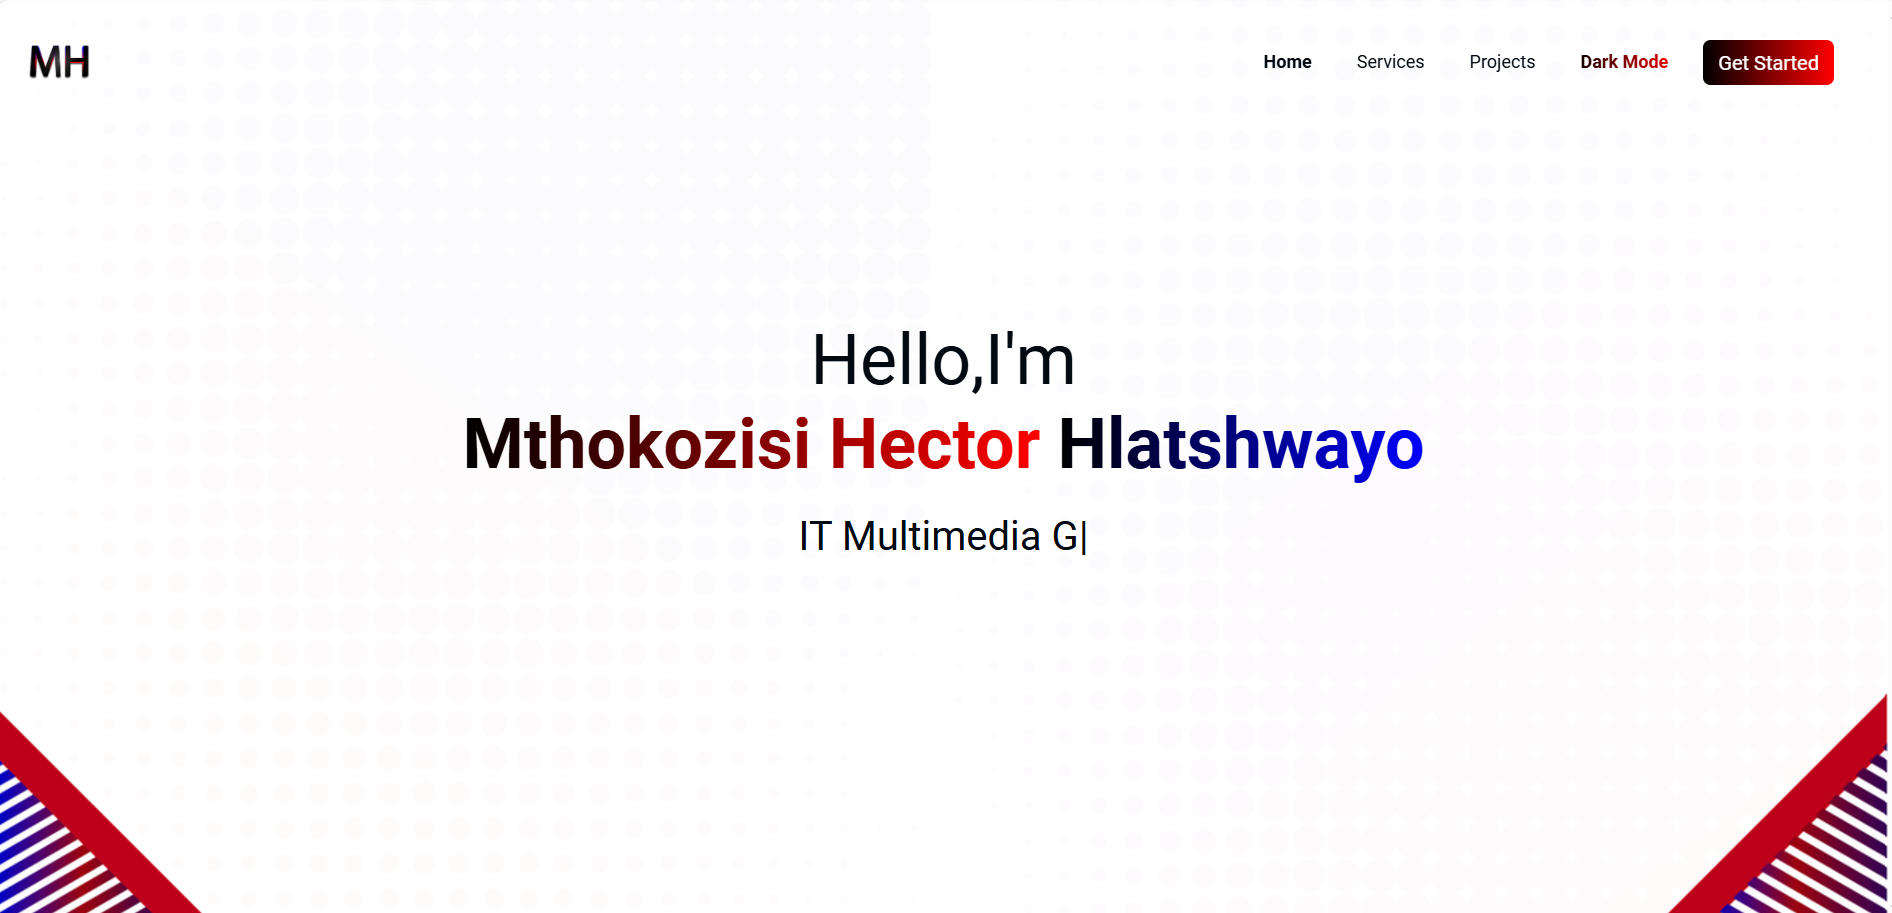 MH
Home Services Projects Dark Mode Get Started
Hello,I'm
Mthokozisi Hector Hlatshwayo
IT Multimedia G|